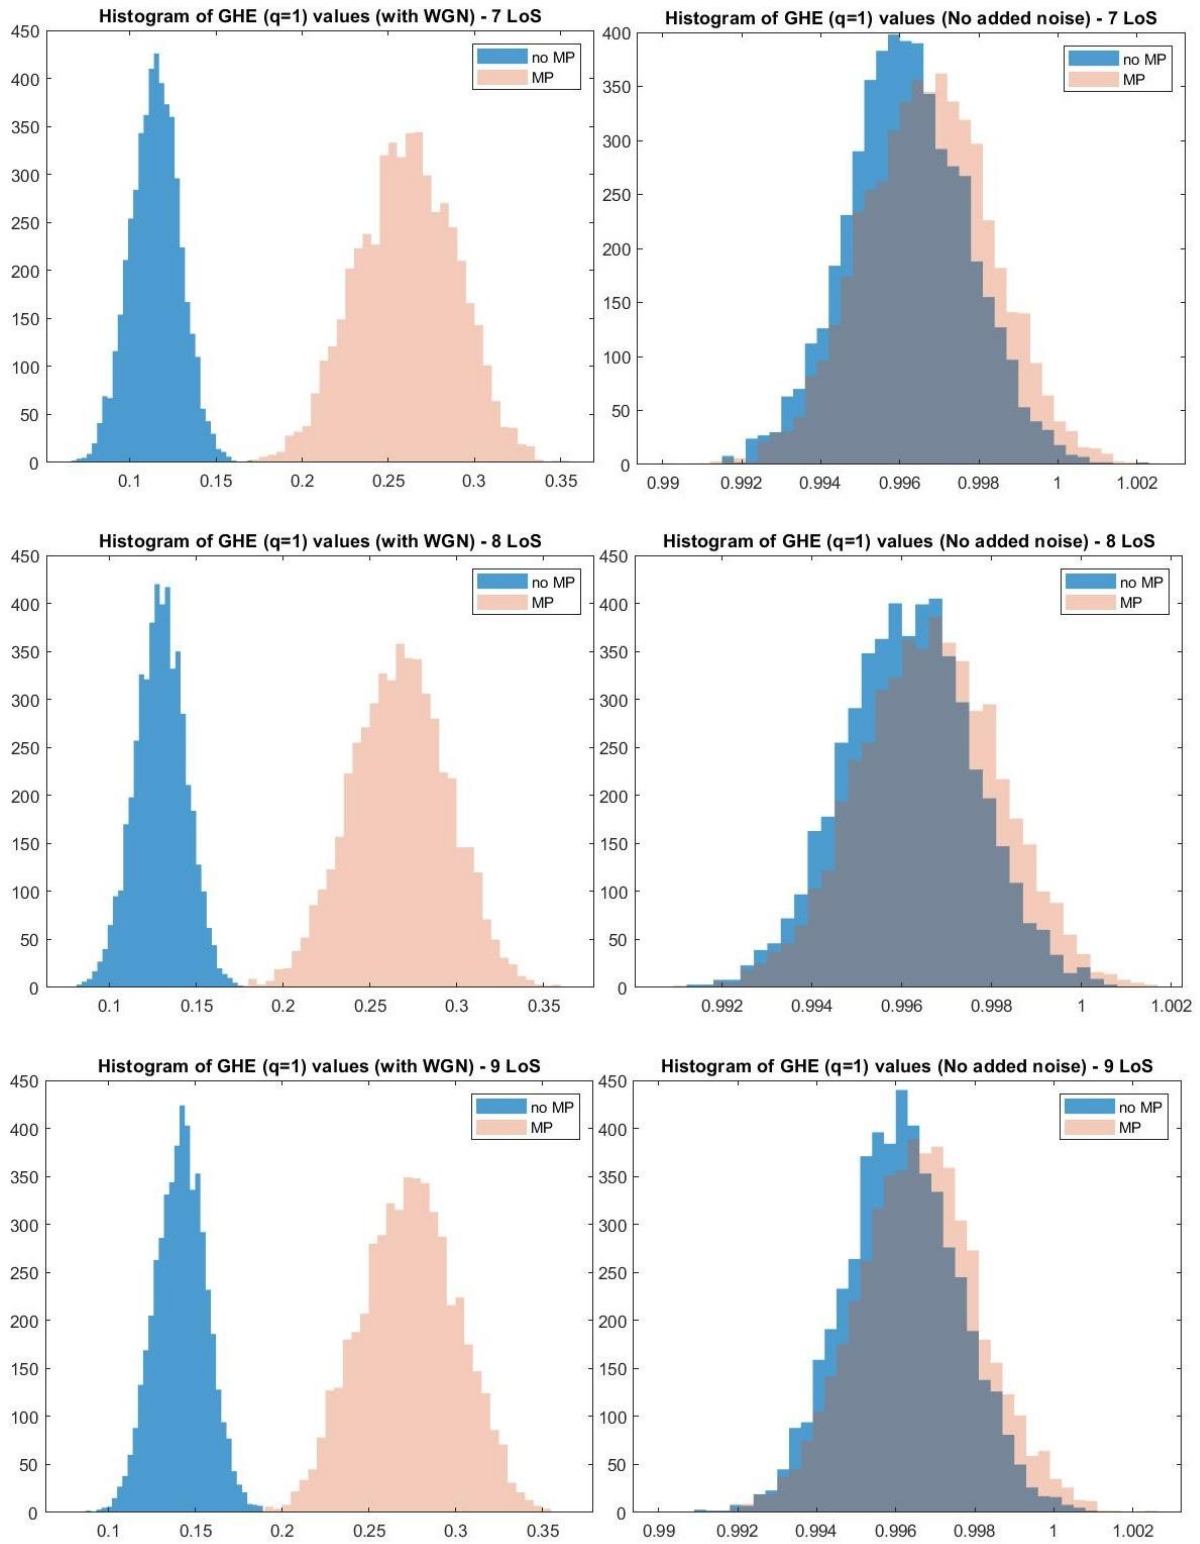 Histogram of GHE (q=1) values (with WGN) - 7 LoS
450
400
350
300
250
200
150
100
50
0
0.1 0.15 0.2 0.25 0.3 0.35
no MP
MP
Histogram of GHE (q=1) values (No added noise) - 7 LoS
400
350
300
250
200
150
100
50
0
0.99 0.992 0.994 0.996 0.998 1 1.002
no MP
MP
Histogram of GHE (q=1) values (with WGN) - 8 LoS
450
400
350
300
250
200
150
100
50
0
0.1 0.15 0.2 0.25 0.3 0.35
no MP
MP
Histogram of GHE (q=1) values (No added noise) - 8 LoS
450
400
350
300
250
200
150
100
50
0
0.992 0.994 0.996 0.998 1 1.002
no MP
MP
Histogram of GHE (q=1) values (with WGN) - 9 LoS
450
400
350
300
250
200
150
100
50
0
0.1 0.15 0.2 0.25 0.3 0.35
no MP
MP
Histogram of GHE (q=1) values (No added noise) - 9 LoS
450
400
350
300
250
200
150
100
50
0
0.99 0.992 0.994 0.996 0.998 1 1.002
no MP
MP